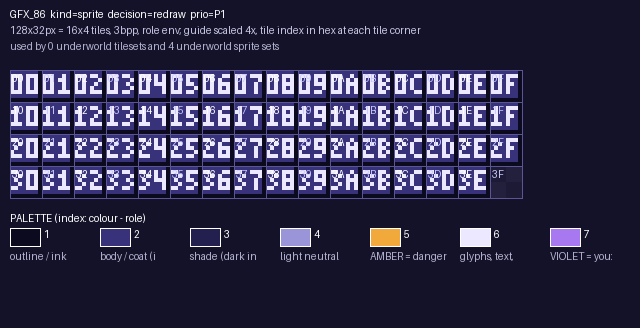 GFX_86 kind=sprite decision=redraw prio=P1
128x32px = 16x4 tiles, 3bpp, role env; guide scaled 4x, tile index in hex at each tile corner
used by 0 underworld tilesets and 4 underworld sprite sets
00 01 02 03 04 05 06 07 08 09 0A 0B 0C 0D 0E 0F
10 11 12 13 14 15 16 17 18 19 1A 1B 1C 1D 1E 1F
20 21 22 23 24 25 26 27 28 29 2A 2B 2C 2D 2E 2F
30 31 32 33 34 35 36 37 38 39 3A 3B 3C 3D 3E 3F
PALETTE (index: colour - role)
1 2 3 4 5 6 7
outline / ink body / coat (i shade (dark in light neutral AMBER = danger glyphs, text, VIOLET = you: